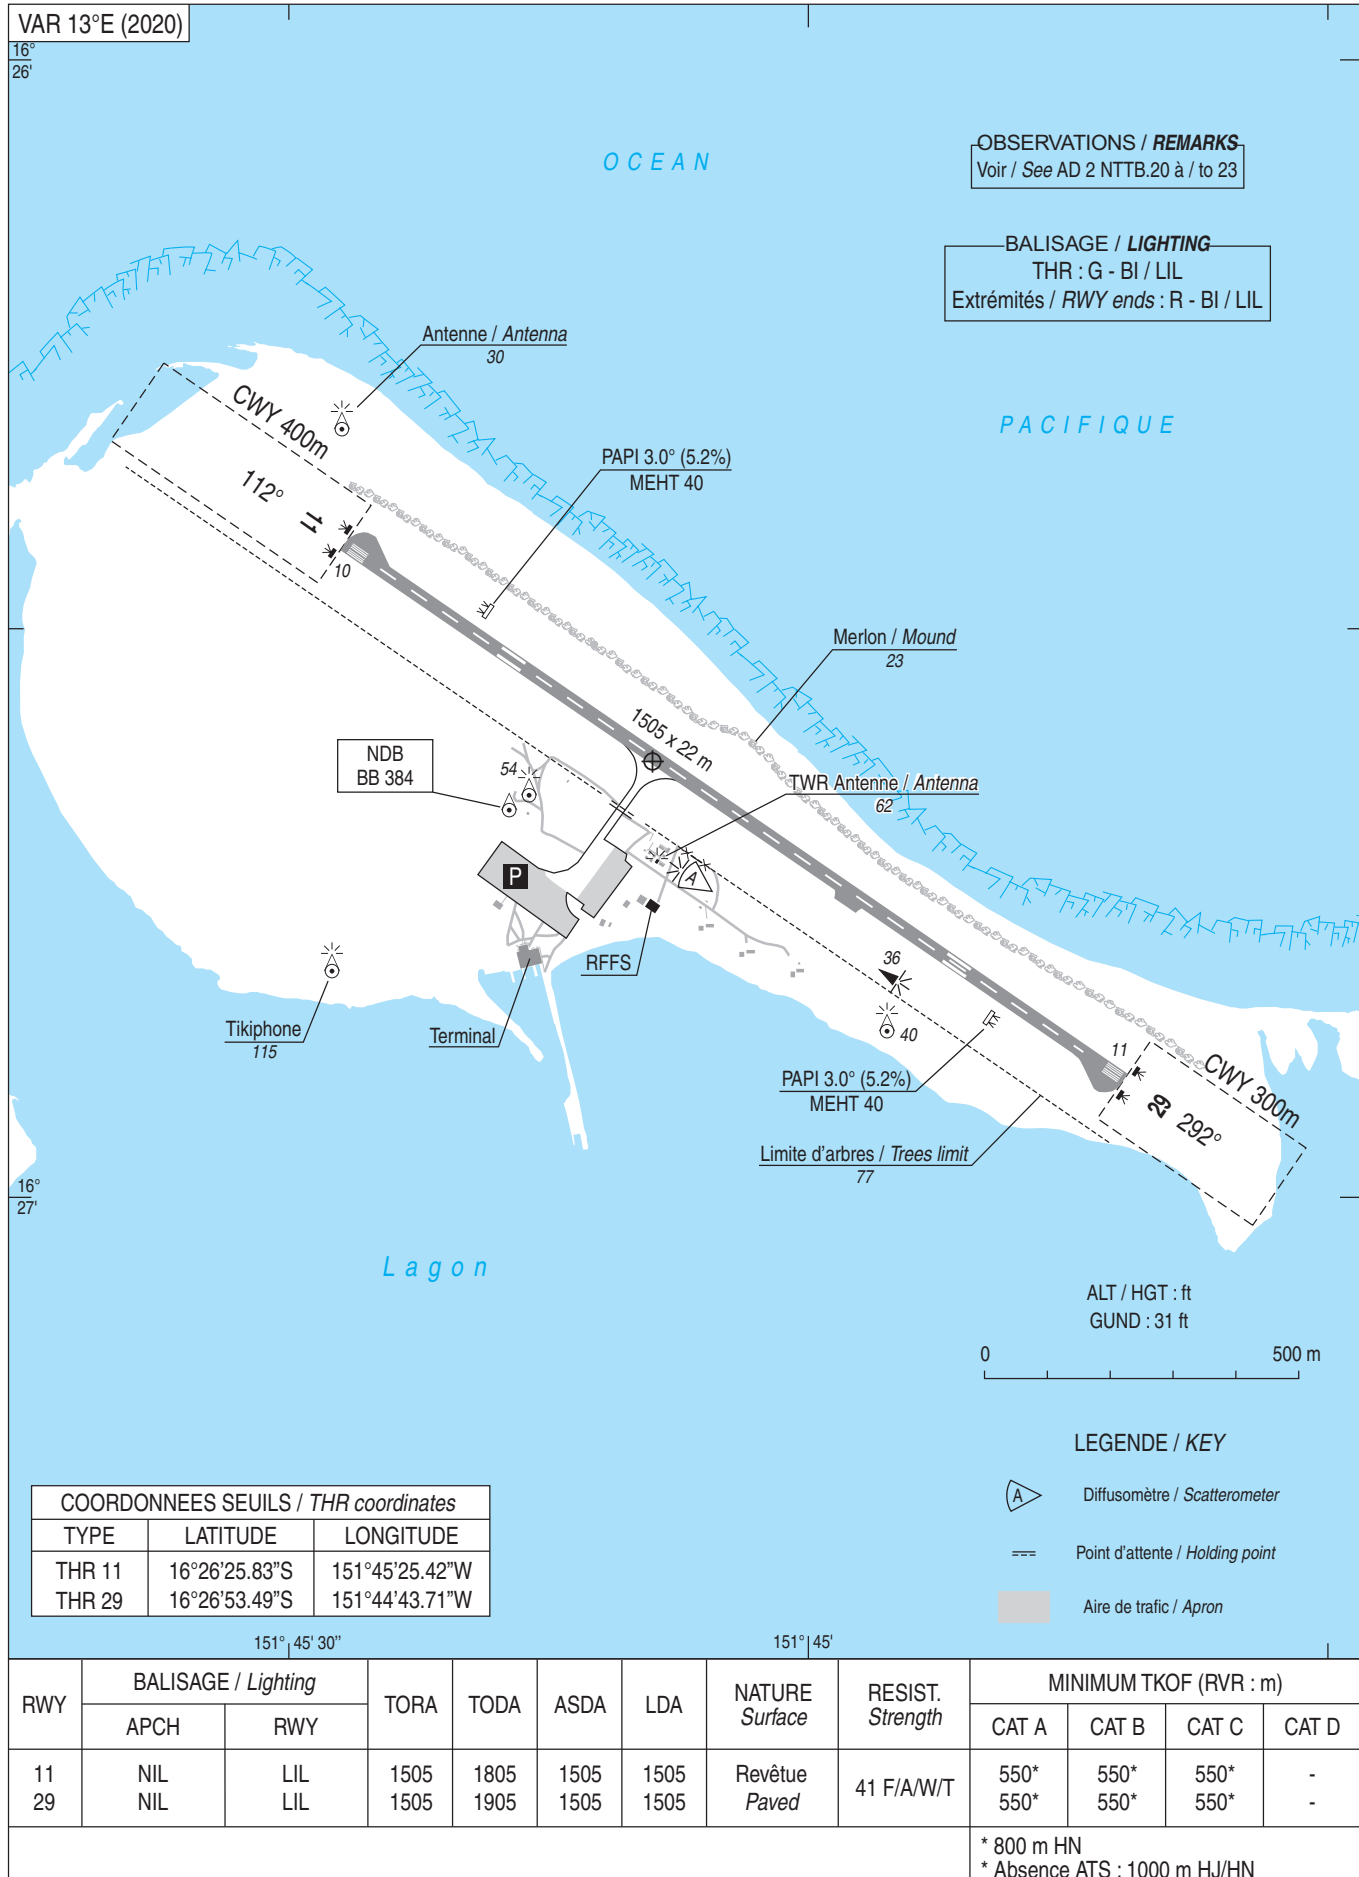 VAR 13°E (2020)
16°
26'
OCEAN
OBSERVATIONS / REMARKS
Voir / See AD 2 NTTB.20 à / to 23
BALISAGE / LIGHTING
THR : G - BI / LIL
Extrémités / RWY ends : R - BI / LIL
Antenne / Antenna
30
CWY 400m
PACIFIQUE
PAPI 3.0° (5.2%)
MEHT 40
112°
11
10
Merlon / Mound
23
1505 x 22 m
NDB
BB 384
54
TWR Antenne / Antenna
62
A
P
RFFS
36
Tikiphone
115
Terminal
40
PAPI 3.0° (5.2%)
MEHT 40
11
CWY 300m
29
292°
Limite d'arbres / Trees limit
77
16°
27'
Lagon
ALT / HGT : ft
GUND : 31 ft
0 500 m
LEGENDE / KEY
A Diffusomètre / Scatterometer
Point d'attente / Holding point
Aire de trafic / Apron
COORDONNEES SEUILS / THR coordinates
TYPE LATITUDE LONGITUDE
THR 11 16°26’25.83”S 151°45’25.42”W
THR 29 16°26’53.49”S 151°44’43.71”W
151° 45' 30" 151° 45'
RWY BALISAGE / Lighting TORA TODA ASDA LDA NATURE Surface RESIST. Strength MINIMUM TKOF (RVR : m)
APCH RWY CAT A CAT B CAT C CAT D
11 NIL LIL 1505 1805 1505 1505 Revêtue 41 F/A/W/T 550* 550* 550* -
29 NIL LIL 1505 1905 1505 1505 Paved 550* 550* 550* -
* 800 m HN
* Absence ATS : 1000 m HJ/HN